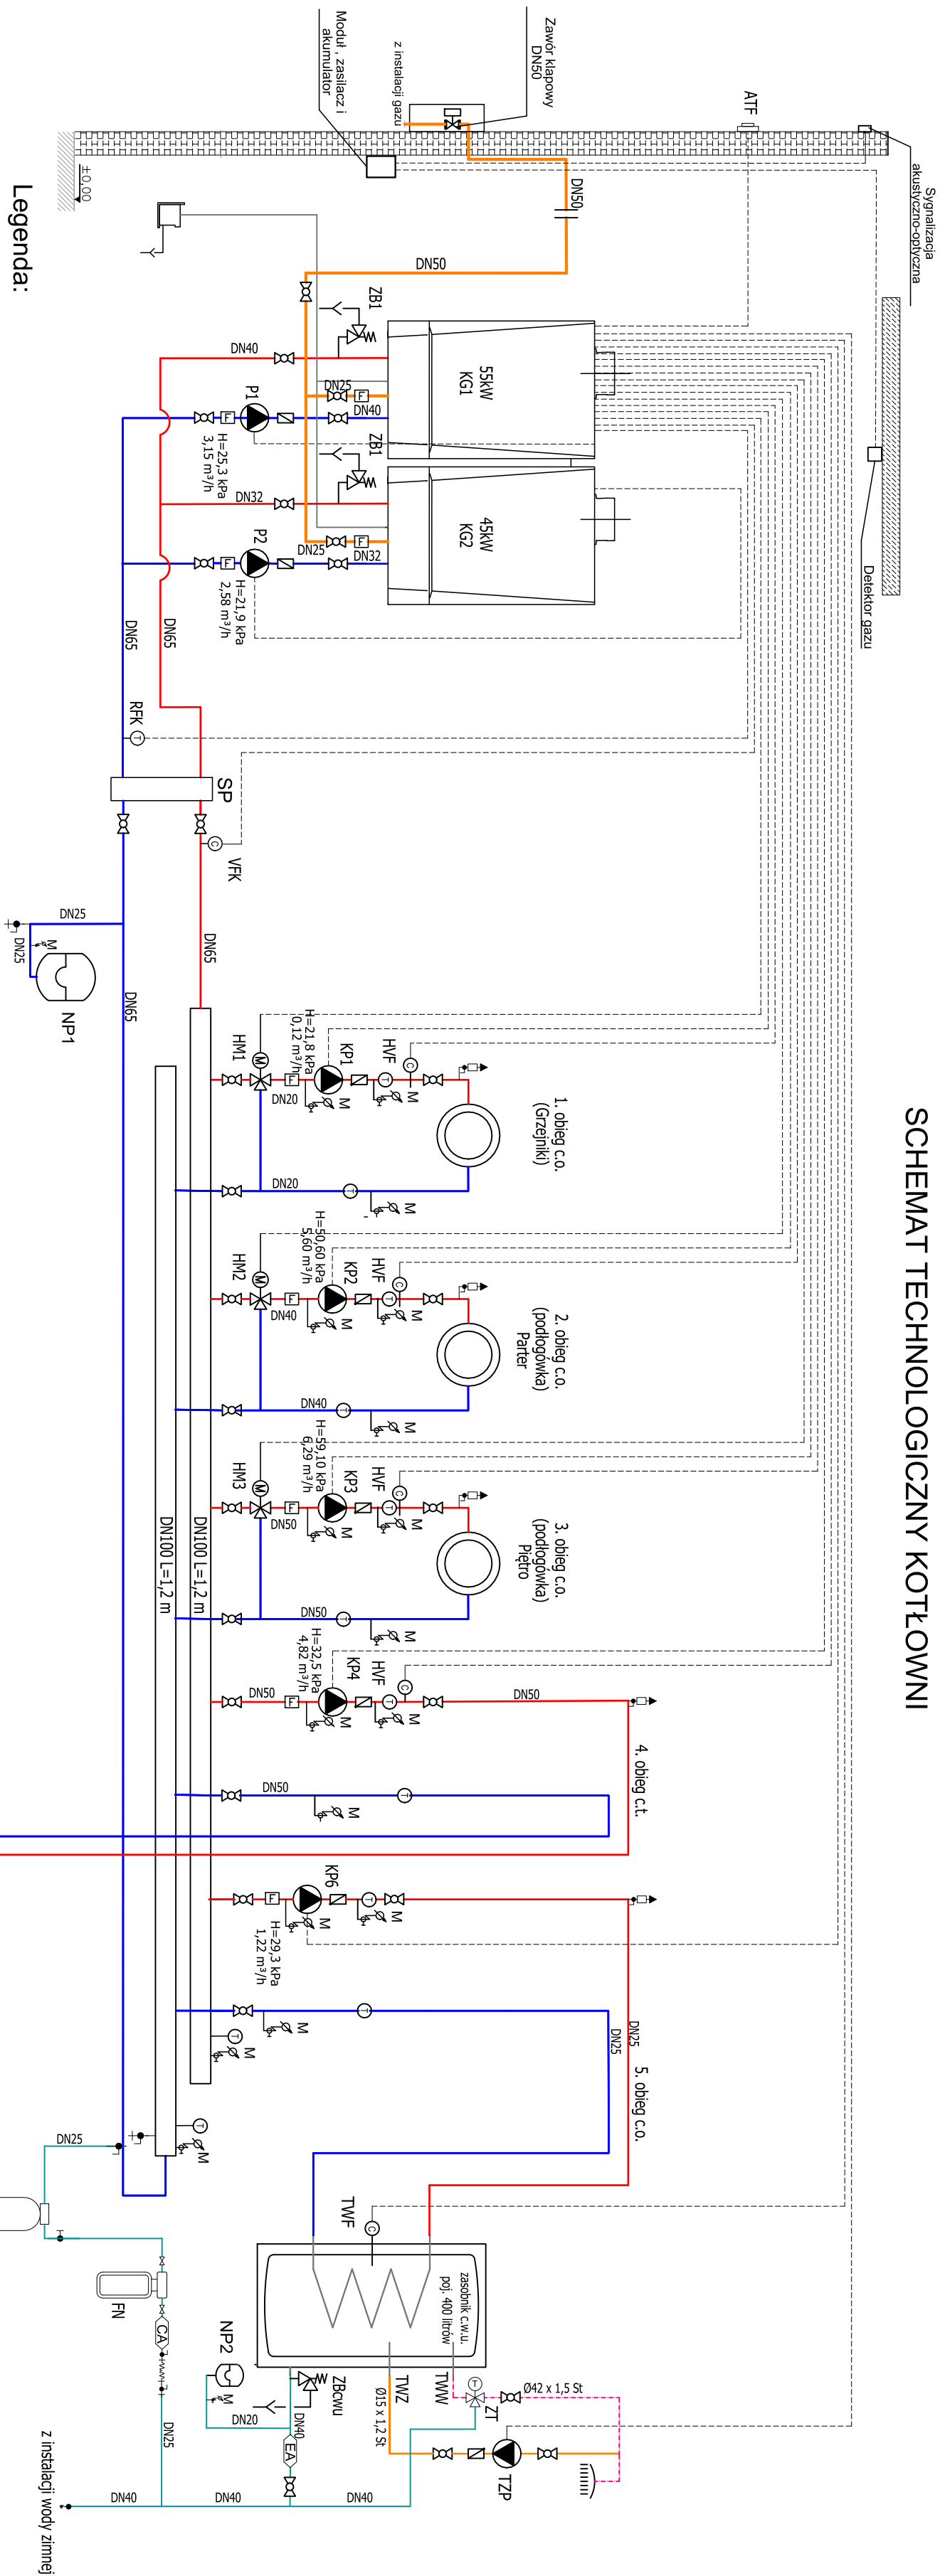 SCHEMAT TECHNOLOGICZNY KOTŁOWNI
Sygnalizacja
akustyczno-optyczna
ATF
Zawór klapowy
DN50
z instalacji gazu
Moduł , zasilacz i
akumulator
±0,00
Legenda:
Detektor gazu
DN50
DN50
55kW
KG1
45kW
KG2
ZB1
DN40
DN25
DN40
P1
H=25,3 kPa
3,15 m³/h
ZB1
DN32
DN25
DN32
P2
H=21,9 kPa
2,58 m³/h
DN65
DN65
RFK
T
SP
C
VFK
DN65
DN65
DN25
DN25
M
NP1
1. obieg c.o.
(Grzejniki)
HVF
KP1
H=21,8 kPa
0,12 m³/h
HM1
DN20
DN20
2. obieg c.o.
(podłogówka)
Parter
HVF
KP2
H=50,60 kPa
5,60 m³/h
HM2
DN40
DN40
3. obieg c.o.
(podłogówka)
Piętro
HVF
KP3
H=59,10 kPa
6,29 m³/h
HM3
DN50
DN50
DN100 L=1,2 m
DN100 L=1,2 m
4. obieg c.t.
DN50
HVF
KP4
H=32,5 kPa
4,82 m³/h
DN50
DN50
KP6
H=29,3 kPa
1,22 m³/h
5. obieg c.o.
DN25
DN25
DN25
TWF
C
zasobnik c.w.u.
poj. 400 litrów
TWW
TWZ
ZT
Ø42 x 1,5 St
Ø15 x 1,2 St
TZP
ZBcwu
NP2
M
DN20
DN40
EA
FN
CA
DN25
DN40
DN40
DN40
z instalacji wody zimnej